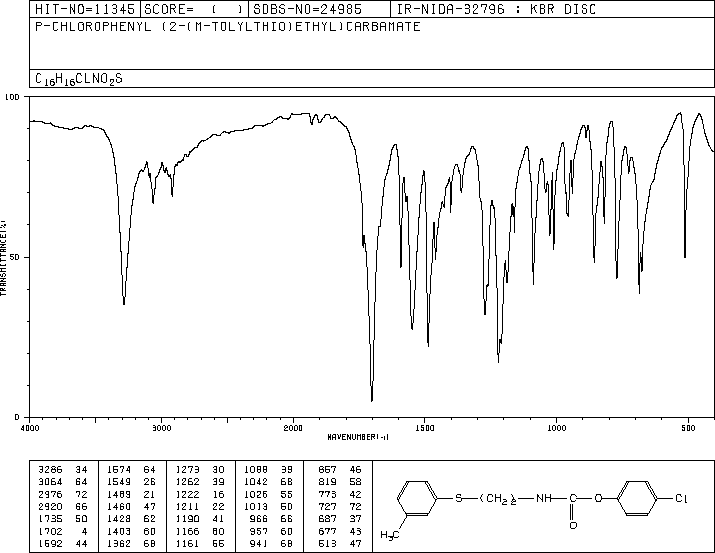 HIT-NO=11345 SCORE= ( ) SDBS-NO=24985 IR-NIDA-32796 : KBR DISC
P-CHLOROPHENYL (2-(M-TOLYLTHIO)ETHYL)CARBAMATE
C16H16CLNO2S
100
50
0
TRANSMITTANCE(%)
4000 3000 2000 1500 1000 500
WAVENUMBER(-1)
3286 34 1574 64 1273 30 1088 39 857 46
3064 64 1549 26 1262 39 1042 68 819 58
2976 72 1489 21 1222 16 1026 55 773 42
2920 66 1460 47 1211 22 1013 50 727 72
1735 50 1428 62 1190 41 966 66 687 37
1702 4 1403 60 1166 60 957 60 677 43
1592 44 1362 68 1161 55 941 68 513 47
S (CH2)2 NH C O Cl
O
H3C